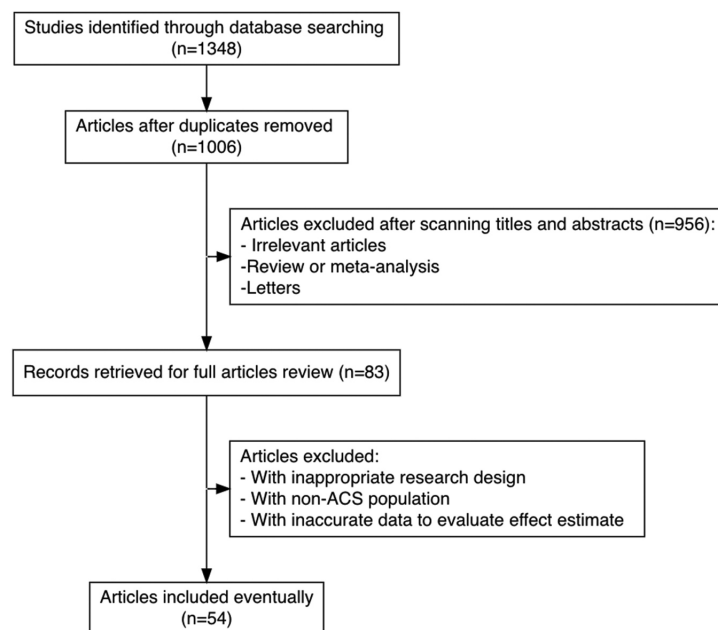 Studies identified through database searching
(n=1348)
Articles after duplicates removed
(n=1006)
Articles excluded after scanning titles and abstracts (n=956):
- Irrelevant articles
-Review or meta-analysis
-Letters
Records retrieved for full articles review (n=83)
Articles excluded:
- With inappropriate research design
- With non-ACS population
- With inaccurate data to evaluate effect estimate
Articles included eventually
(n=54)